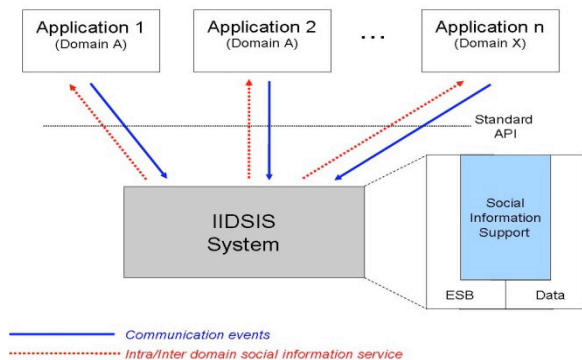 Application 1
(Domain A)
Application 2
(Domain A)
...
Application n
(Domain X)
Standard
API
IIDSIS
System
Social
Information
Support
ESB
Data
Communication events
Intra/Inter domain social information service